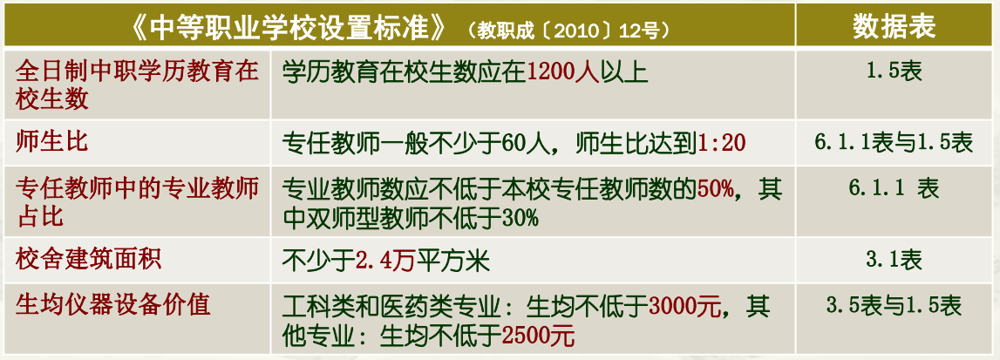 《中等职业学校设置标准》（教职成〔2010〕12号） 数据表
全日制中职学历教育在
校生数
学历教育在校生数应在1200人以上
1.5表
师生比
专任教师一般不少于60人，师生比达到1:20
6.1.1表与1.5表
专任教师中的专业教师
占比
专业教师数应不低于本校专任教师数的50%，其
中双师型教师不低于30%
6.1.1 表
校舍建筑面积
不少于2.4万平方米
3.1表
生均仪器设备价值
工科类和医药类专业：生均不低于3000元，其
他专业：生均不低于2500元
3.5表与1.5表